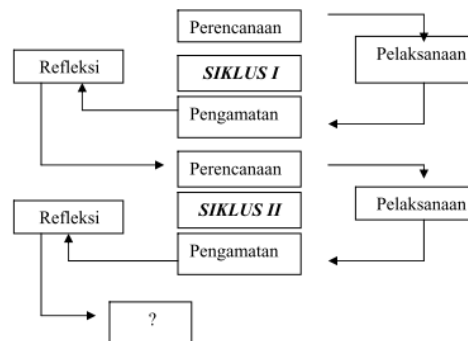 Perencanaan
Pelaksanaan
Refleksi
SIKLUS I
Pengamatan
Perencanaan
Pelaksanaan
Refleksi
SIKLUS II
Pengamatan
?